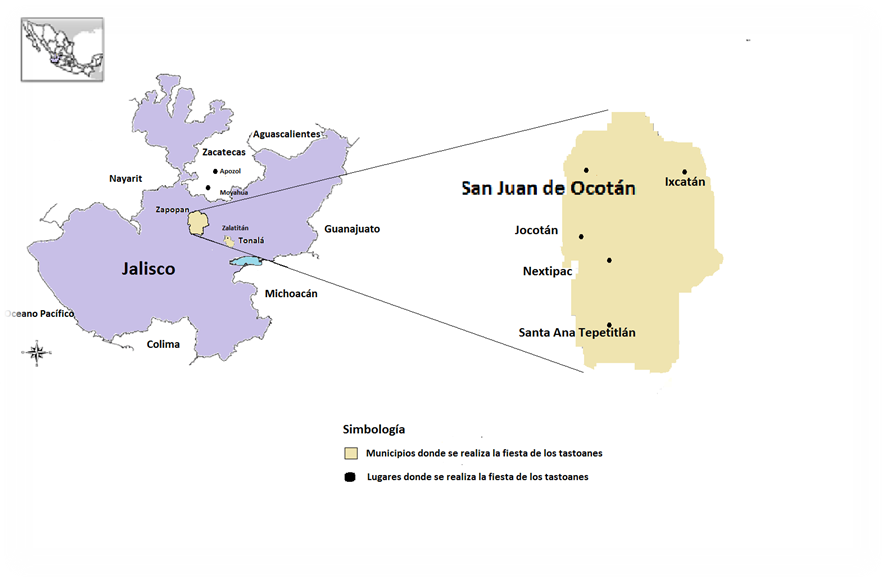 Aguascalientes
Zacatecas
Apozol
Nayarit
Moyahua
Zapopan
Zalatitán
Tonalá
Guanajuato
Jalisco
Michoacán
Oceano Pacífico
Colima
San Juan de Ocotán
Ixcatán
Jocotán
Nextipac
Santa Ana Tepetitlán
Simbología
Municipios donde se realiza la fiesta de los tastoanes
Lugares donde se realiza la fiesta de los tastoanes